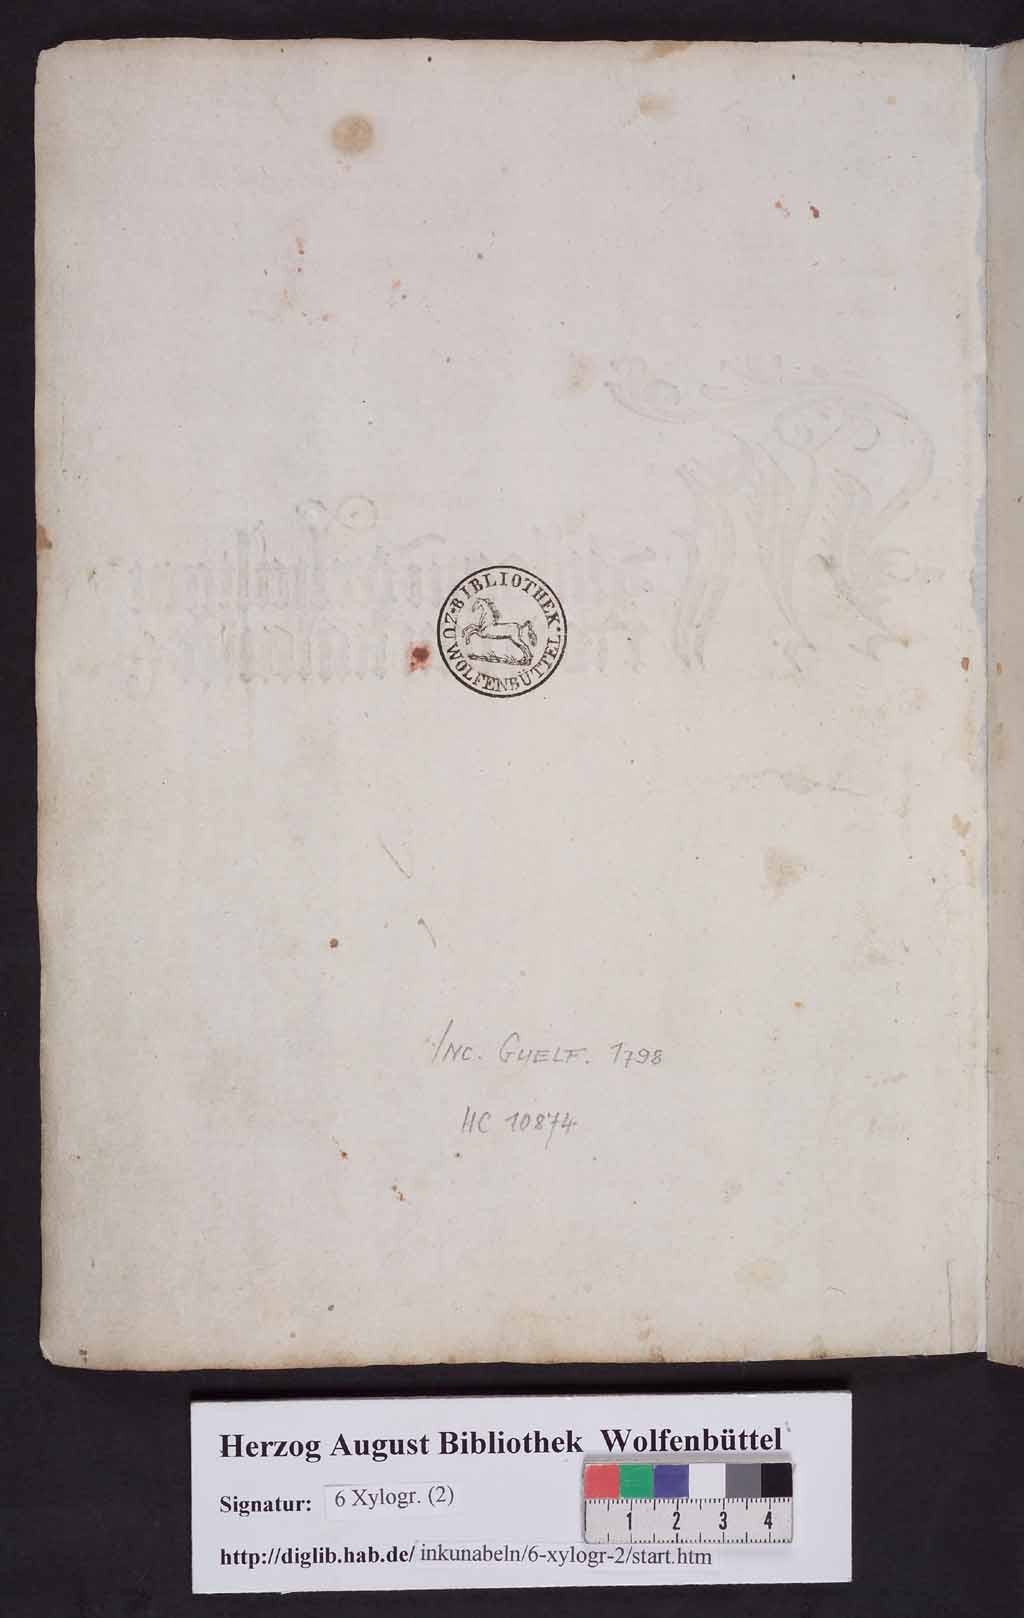 BIBLIOTHEK·
ZU
WOLFENBÜTTEL.
Inc. Guelf. 1798
HC 10874
Herzog August Bibliothek Wolfenbüttel
Signatur: 6 Xylogr. (2)
1 2 3 4
http://diglib.hab.de/ inkunabeln/6-xylogr-2/start.htm